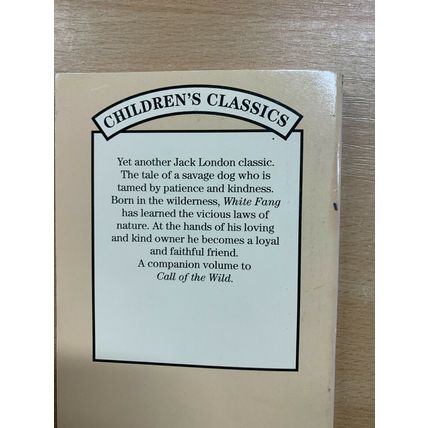 CHILDREN'S CLASSICS
Yet another Jack London classic.
The tale of a savage dog who is
tamed by patience and kindness.
Born in the wilderness, White Fang
has learned the vicious laws of
nature. At the hands of his loving
and kind owner he becomes a loyal
and faithful friend.
A companion volume to
Call of the Wild.